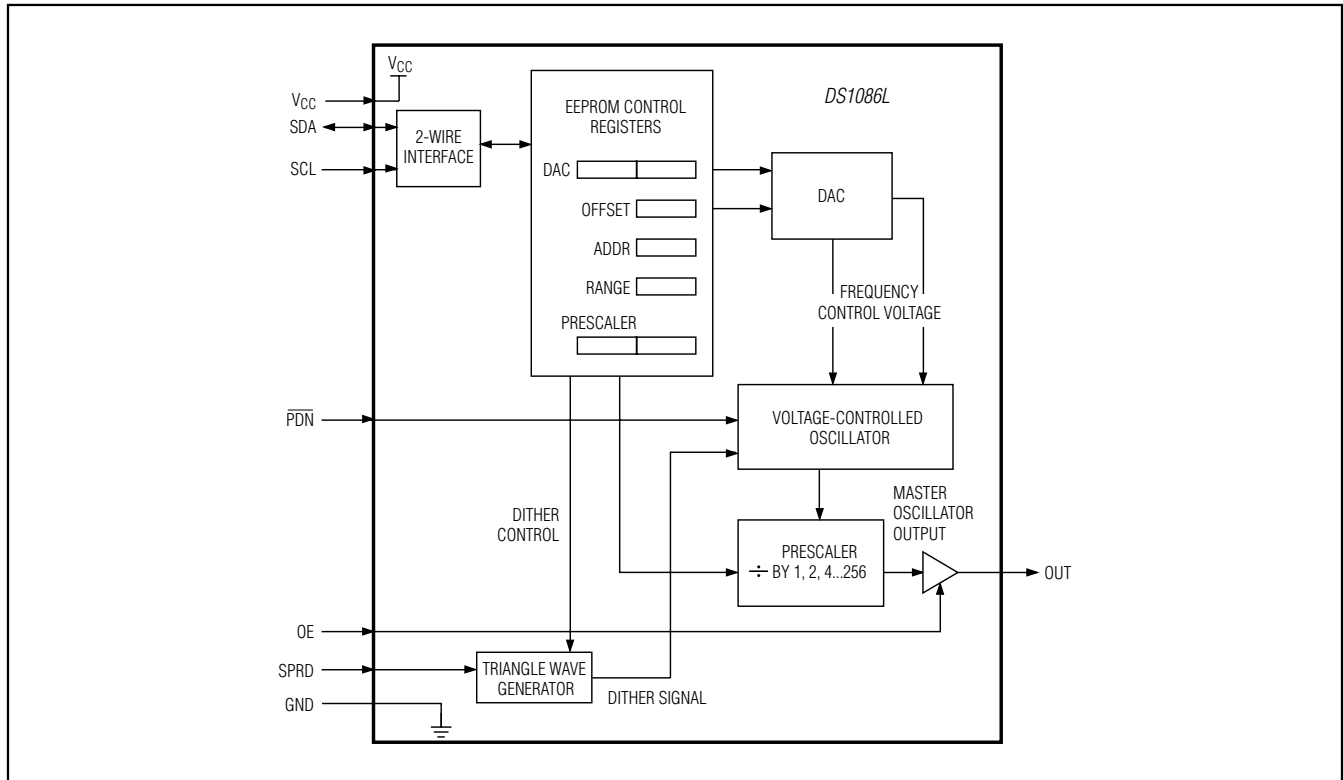 DS1086L
VCC
VCC
SDA
SCL
2-WIRE
INTERFACE
EEPROM CONTROL
REGISTERS
DAC
OFFSET
ADDR
RANGE
PRESCALER
DAC
FREQUENCY
CONTROL VOLTAGE
PDN
VOLTAGE-CONTROLLED
OSCILLATOR
DITHER
CONTROL
MASTER
OSCILLATOR
OUTPUT
PRESCALER
÷ BY 1, 2, 4...256
OUT
OE
SPRD
GND
TRIANGLE WAVE
GENERATOR
DITHER SIGNAL